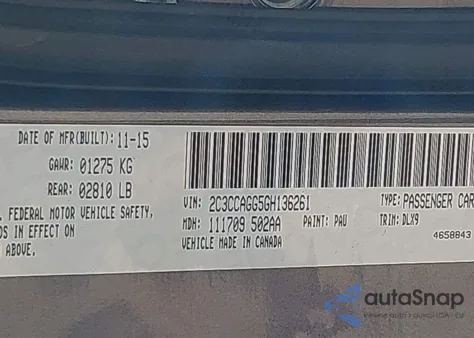 DATE OF MFR(BUILT): 11-15
GAWR: 01275 KG
REAR: 02810 LB
. FEDERAL MOTOR VEHICLE SAFETY,
DS IN EFFECT ON
ABOVE.
VIN: 2C3CCAGG5GH136261
TYPE: PASSENGER CAR
MDH: 111709 502AA
PAINT: PAU
TRIM: DLX9
VEHICLE MADE IN CANADA
4658843
autoSnap